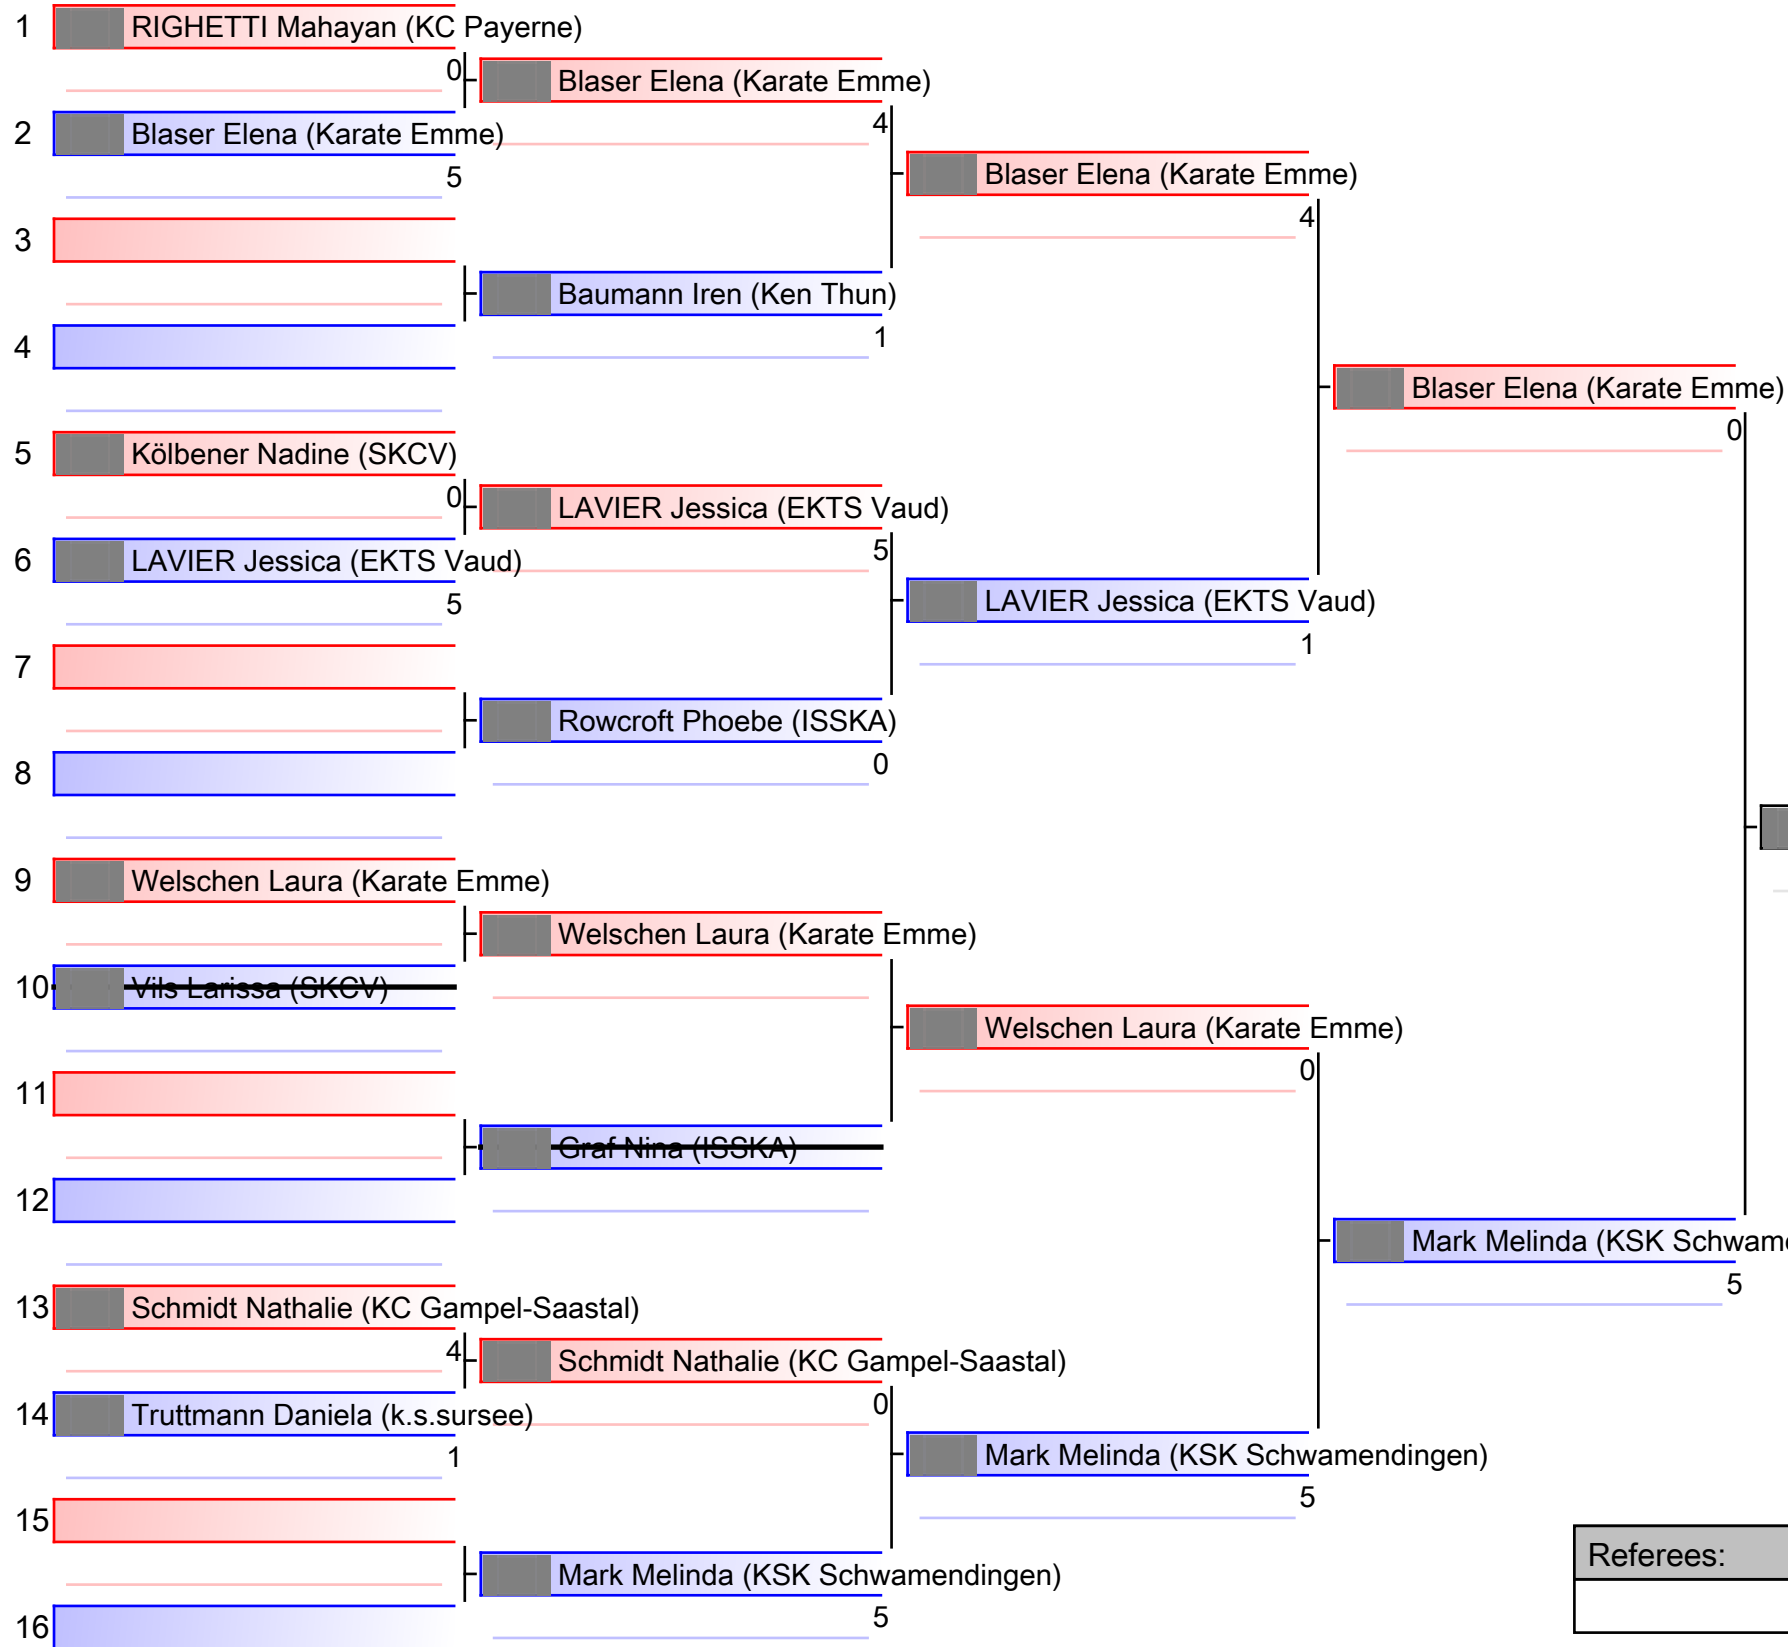 1 RIGHETTI Mahayan (KC Payerne)
0 Blaser Elena (Karate Emme)
2 Blaser Elena (Karate Emme) 4
5 Blaser Elena (Karate Emme)
3 4
Baumann Iren (Ken Thun)
4 1
Blaser Elena (Karate Emme)
5 Kölbener Nadine (SKCV) 0
0 LAVIER Jessica (EKTS Vaud)
6 LAVIER Jessica (EKTS Vaud) 5
5 LAVIER Jessica (EKTS Vaud)
7 1
Rowcroft Phoebe (ISSKA)
8 0
9 Welschen Laura (Karate Emme)
Welschen Laura (Karate Emme)
10 Vils Larissa (SKCV)
Welschen Laura (Karate Emme)
11 0
Graf Nina (ISSKA)
12
Mark Melinda (KSK Schwame
13 Schmidt Nathalie (KC Gampel-Saastal) 5
4 Schmidt Nathalie (KC Gampel-Saastal)
14 Truttmann Daniela (k.s.sursee) 0
1 Mark Melinda (KSK Schwamendingen)
15 5
Referees:
Mark Melinda (KSK Schwamendingen)
16 5